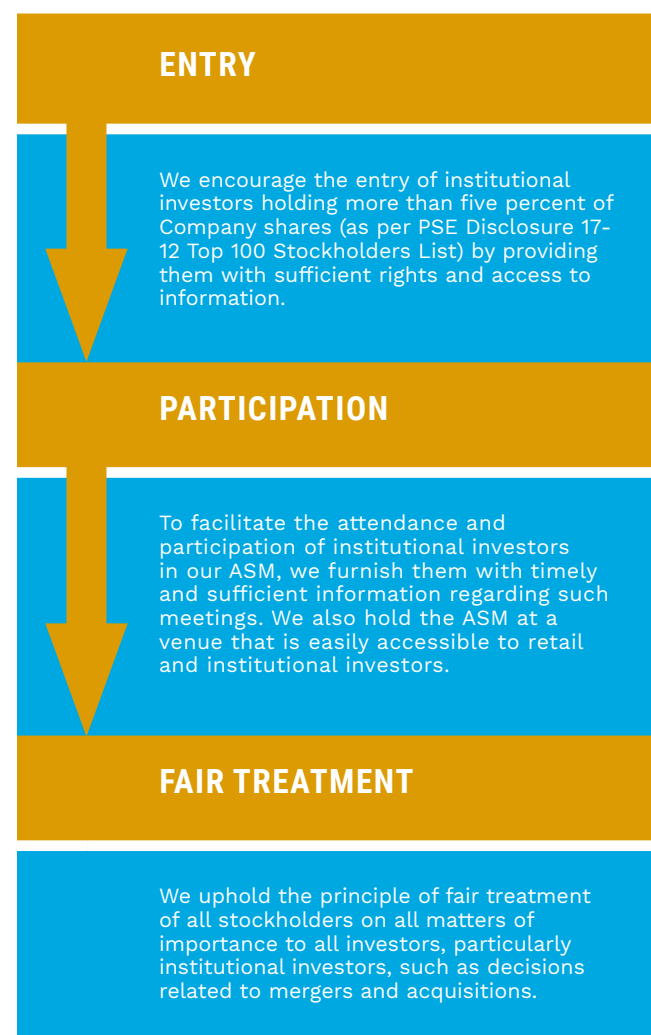 ENTRY
We encourage the entry of institutional
investors holding more than five percent of
Company shares (as per PSE Disclosure 17-
12 Top 100 Stockholders List) by providing
them with sufficient rights and access to
information.
PARTICIPATION
To facilitate the attendance and
participation of institutional investors
in our ASM, we furnish them with timely
and sufficient information regarding such
meetings. We also hold the ASM at a
venue that is easily accessible to retail
and institutional investors.
FAIR TREATMENT
We uphold the principle of fair treatment
of all stockholders on all matters of
importance to all investors, particularly
institutional investors, such as decisions
related to mergers and acquisitions.